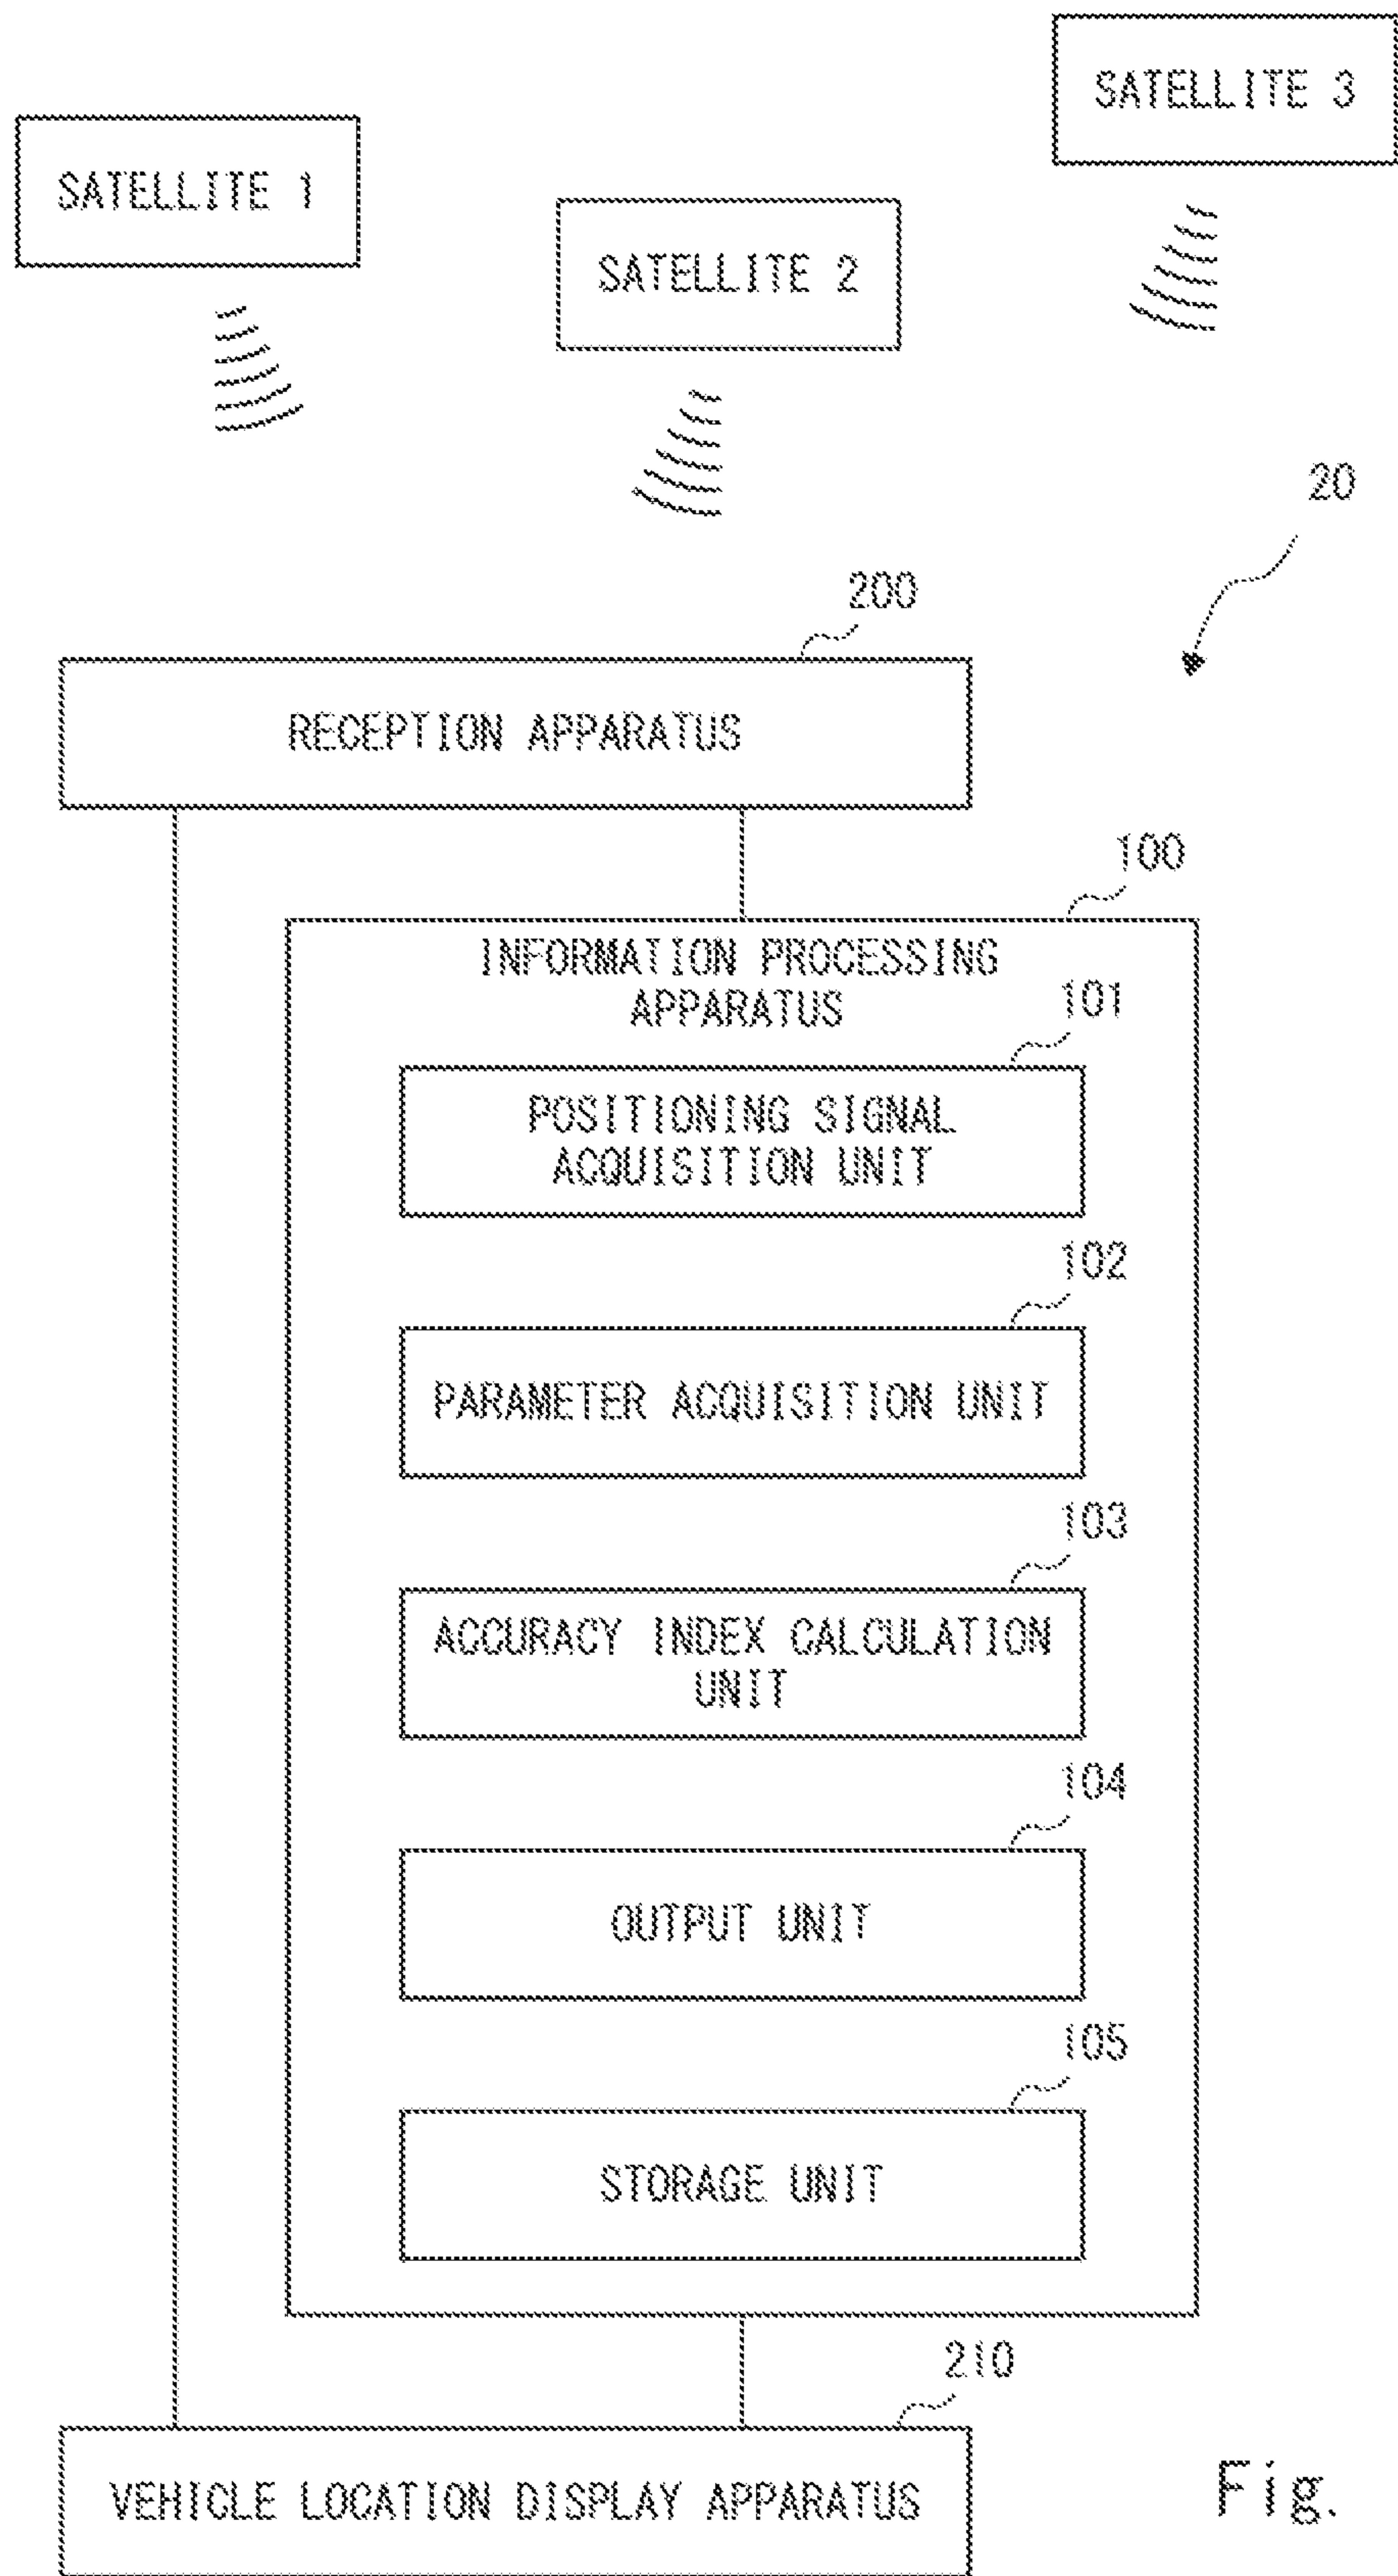 SATELLITE 3
SATELLITE 1
SATELLITE 2
20
200
RECEPTION APPARATUS
100
INFORMATION PROCESSING
APPARATUS
101
POSITIONING SIGNAL
ACQUISITION UNIT
102
PARAMETER ACQUISITION UNIT
103
ACCURACY INDEX CALCULATION
UNIT
104
OUTPUT UNIT
105
STORAGE UNIT
210
VEHICLE LOCATION DISPLAY APPARATUS
Fig.